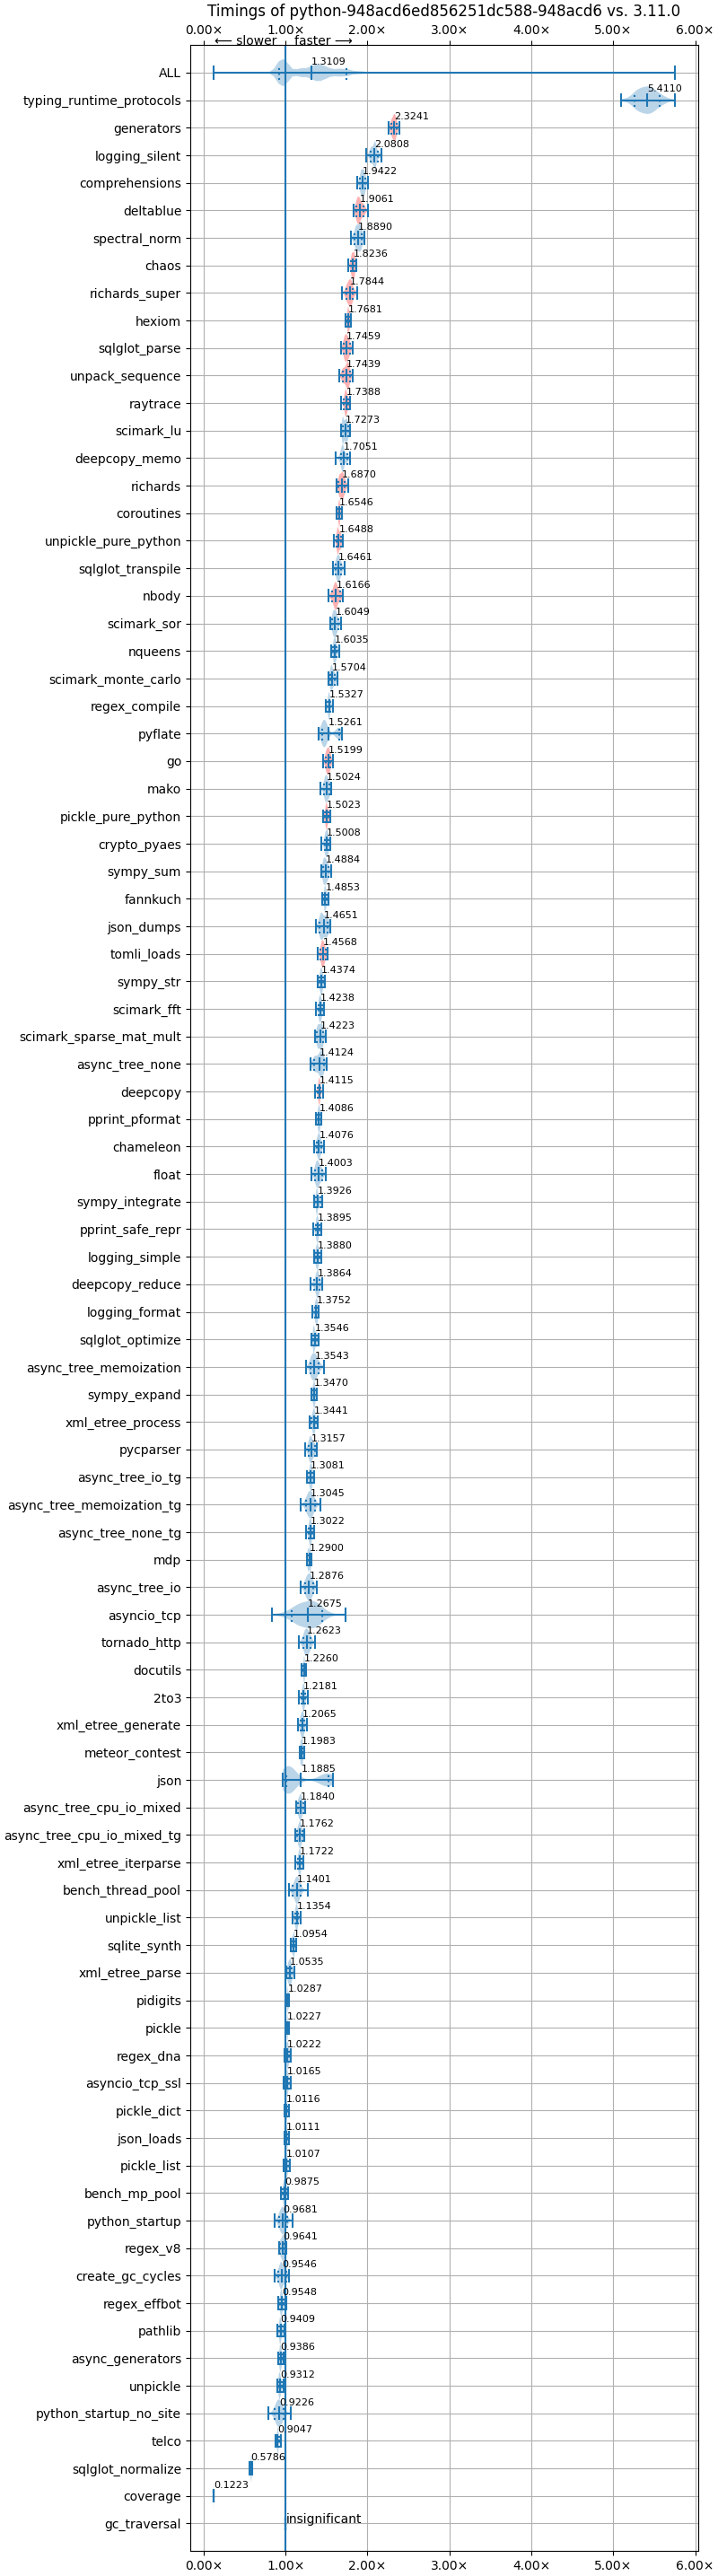 Timings of python-948acd6ed856251dc588-948acd6 vs. 3.11.0
0.00× 1.00× 2.00× 3.00× 4.00× 5.00× 6.00×
⟵ slower faster ⟶
ALL 1.3109
typing_runtime_protocols 5.4110
generators 2.3241
logging_silent 2.0808
comprehensions 1.9422
deltablue 1.9061
spectral_norm 1.8890
chaos 1.8236
richards_super 1.7844
hexiom 1.7681
sqlglot_parse 1.7459
unpack_sequence 1.7439
raytrace 1.7388
scimark_lu 1.7273
deepcopy_memo 1.7051
richards 1.6870
coroutines 1.6546
unpickle_pure_python 1.6488
sqlglot_transpile 1.6461
nbody 1.6166
scimark_sor 1.6049
nqueens 1.6035
scimark_monte_carlo 1.5704
regex_compile 1.5327
pyflate 1.5261
go 1.5199
mako 1.5024
pickle_pure_python 1.5023
crypto_pyaes 1.5008
sympy_sum 1.4884
fannkuch 1.4853
json_dumps 1.4651
tomli_loads 1.4568
sympy_str 1.4374
scimark_fft 1.4238
scimark_sparse_mat_mult 1.4223
async_tree_none 1.4124
deepcopy 1.4115
pprint_pformat 1.4086
chameleon 1.4076
float 1.4003
sympy_integrate 1.3926
pprint_safe_repr 1.3895
logging_simple 1.3880
deepcopy_reduce 1.3864
logging_format 1.3752
sqlglot_optimize 1.3546
async_tree_memoization 1.3543
sympy_expand 1.3470
xml_etree_process 1.3441
pycparser 1.3157
async_tree_io_tg 1.3081
async_tree_memoization_tg 1.3045
async_tree_none_tg 1.3022
mdp 1.2900
async_tree_io 1.2876
asyncio_tcp 1.2675
tornado_http 1.2623
docutils 1.2260
2to3 1.2181
xml_etree_generate 1.2065
meteor_contest 1.1983
json 1.1885
async_tree_cpu_io_mixed 1.1840
async_tree_cpu_io_mixed_tg 1.1762
xml_etree_iterparse 1.1722
bench_thread_pool 1.1401
unpickle_list 1.1354
sqlite_synth 1.0954
xml_etree_parse 1.0535
pidigits 1.0287
pickle 1.0227
regex_dna 1.0222
asyncio_tcp_ssl 1.0165
pickle_dict 1.0116
json_loads 1.0111
pickle_list 1.0107
bench_mp_pool 0.9875
python_startup 0.9681
regex_v8 0.9641
create_gc_cycles 0.9546
regex_effbot 0.9548
pathlib 0.9409
async_generators 0.9386
unpickle 0.9312
python_startup_no_site 0.9226
telco 0.9047
sqlglot_normalize 0.5786
coverage 0.1223
gc_traversal insignificant
0.00× 1.00× 2.00× 3.00× 4.00× 5.00× 6.00×